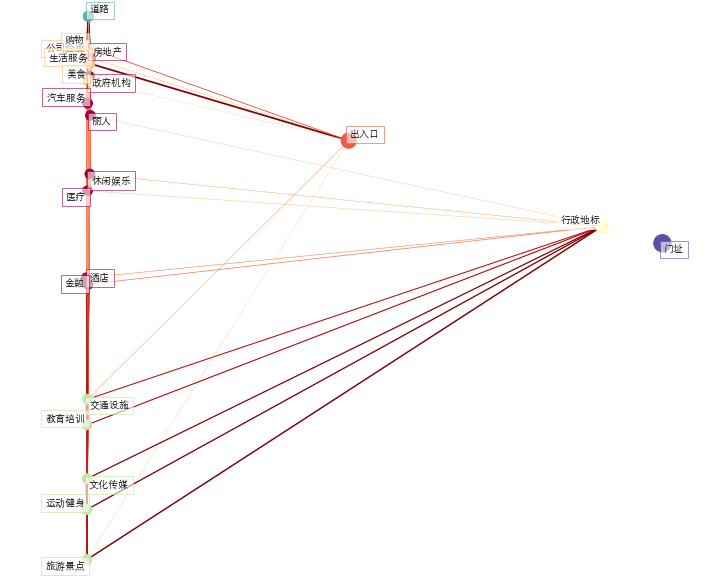 道路
购物
公司企业
房地产
生活服务
美食
政府机构
汽车服务
丽人
出入口
休闲娱乐
医疗
行政地标
门址
酒店
金融
交通设施
教育培训
文化传媒
运动健身
旅游景点